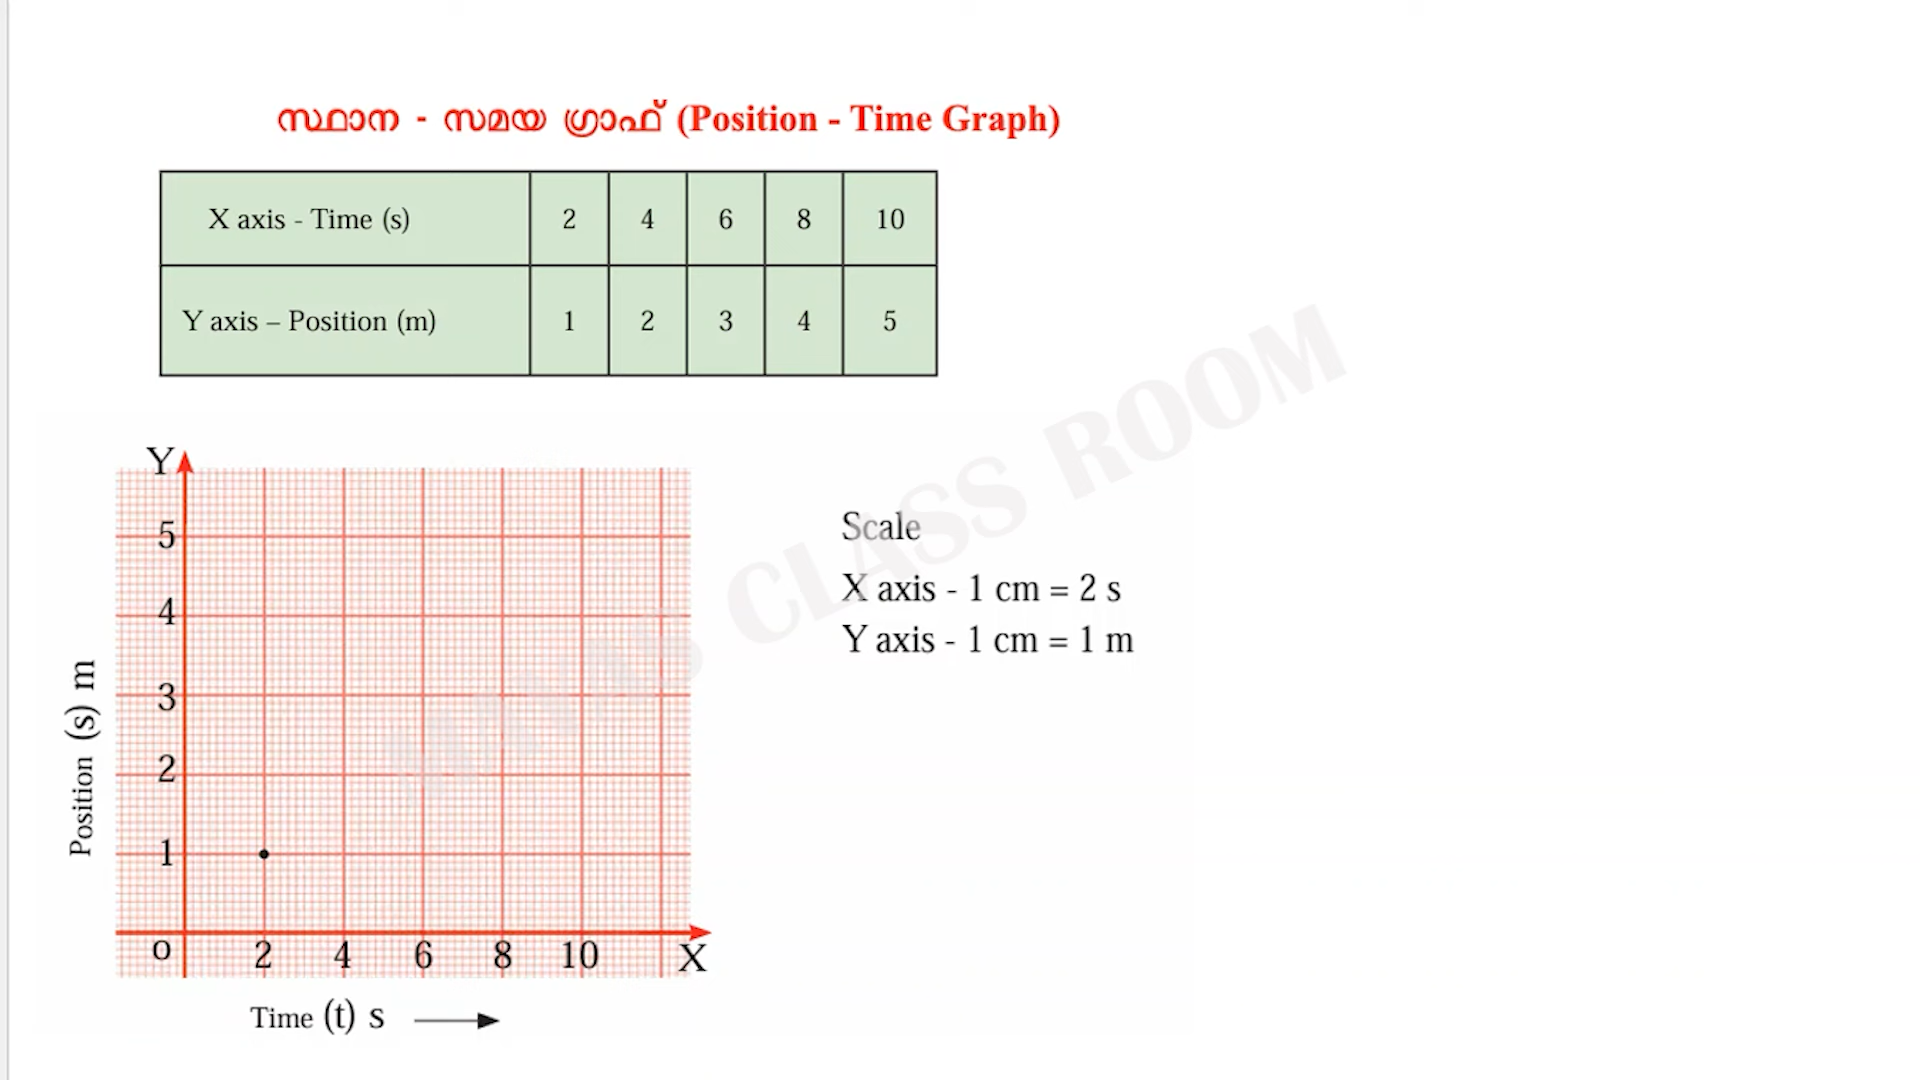 സ്ഥാന - സമയ ഗ്രാഫ് (Position - Time Graph)
X axis - Time (s) 2 4 6 8 10
Y axis – Position (m) 1 2 3 4 5
Y
5
4
3
2
1
0 2 4 6 8 10 X
Position (s) m
Time (t) s
Scale
X axis - 1 cm = 2 s
Y axis - 1 cm = 1 m
CLASS ROOM